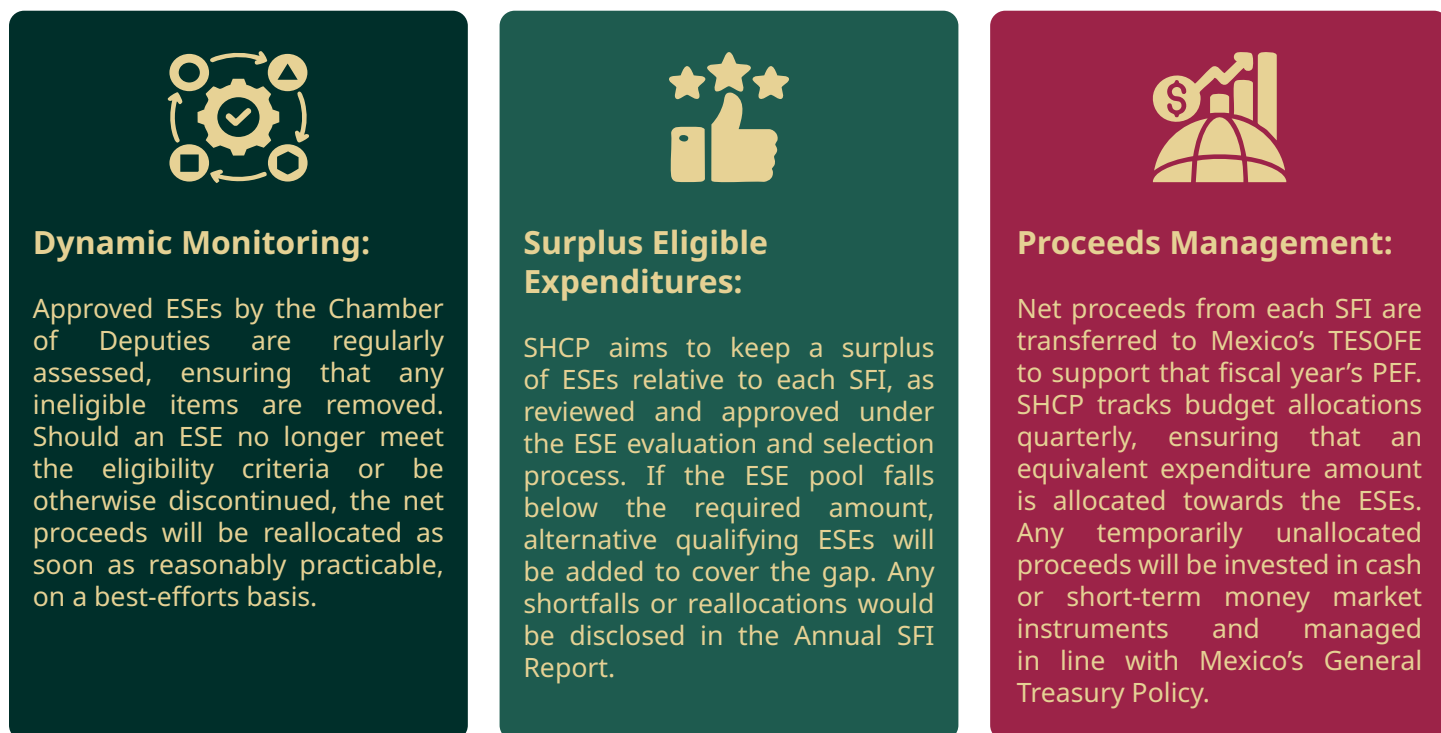 Dynamic Monitoring:
Approved ESEs by the Chamber
of Deputies are regularly
assessed, ensuring that any
ineligible items are removed.
Should an ESE no longer meet
the eligibility criteria or be
otherwise discontinued, the net
proceeds will be reallocated as
soon as reasonably practicable,
on a best-efforts basis.
Surplus Eligible
Expenditures:
SHCP aims to keep a surplus
of ESEs relative to each SFI, as
reviewed and approved under
the ESE evaluation and selection
process. If the ESE pool falls
below the required amount,
alternative qualifying ESEs will
be added to cover the gap. Any
shortfalls or reallocations would
be disclosed in the Annual SFI
Report.
$
Proceeds Management:
Net proceeds from each SFI are
transferred to Mexico’s TESOFE
to support that fiscal year’s PEF.
SHCP tracks budget allocations
quarterly, ensuring that an
equivalent expenditure amount
is allocated towards the ESEs.
Any temporarily unallocated
proceeds will be invested in cash
or short-term money market
instruments and managed
in line with Mexico’s General
Treasury Policy.